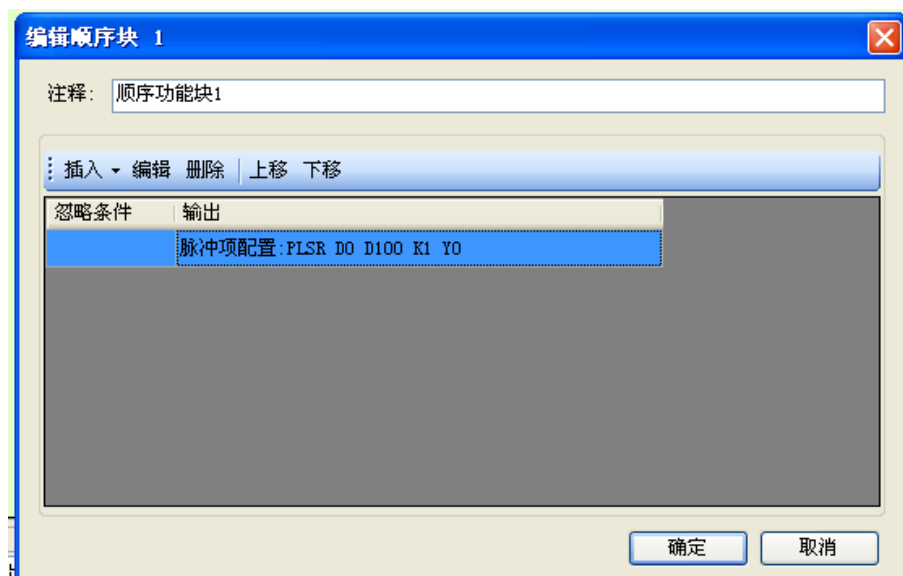 编辑顺序块 1
注释: 顺序功能块1
插入 编辑 删除 上移 下移
忽略条件 输出
脉冲项配置:PLSR D0 D100 K1 Y0
确定 取消